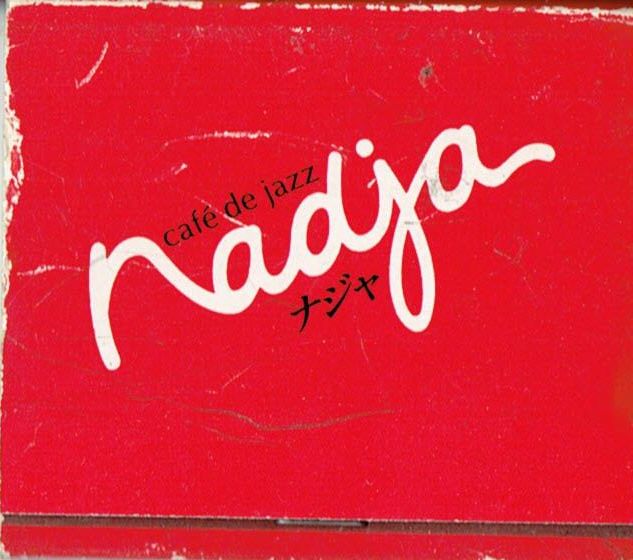 café de jazz
nadja
ナジャ